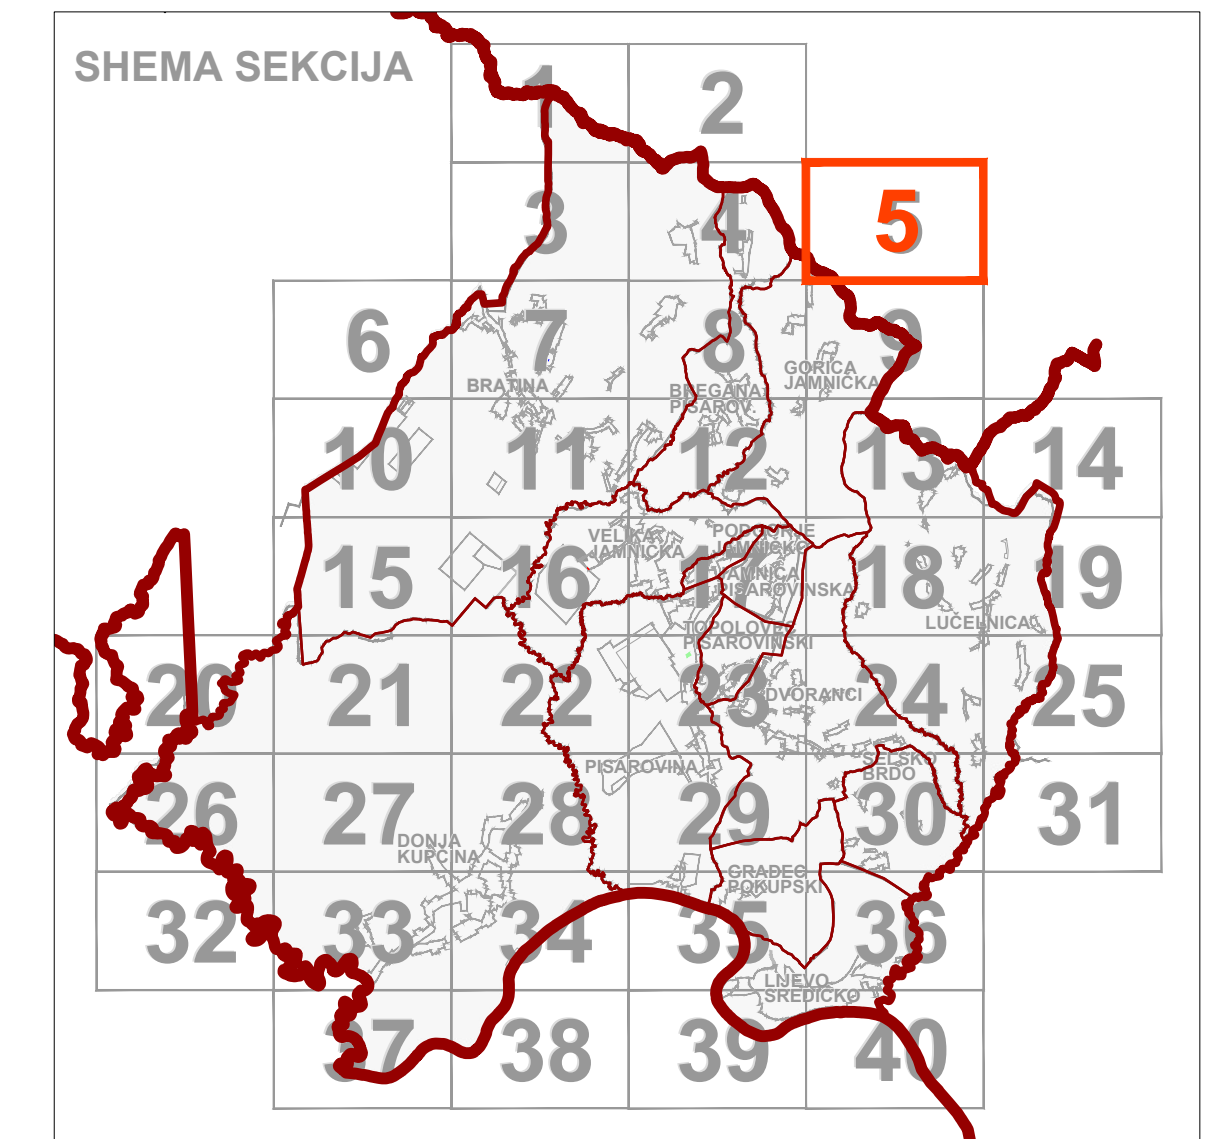 SHEMA SEKCIJA
1
2
3
4
5
6
7
8
9
BRATINA
BREGANA
PISAROV.
GORICA
JAMNIČKA
10
11
12
13
14
VELIKA
JAMNIČKA
PODGORJE
JAMNIČKO
JAMNICA
PISAROVINSKA
15
16
17
18
19
LUČELNICA
TOPOLOVEC
PISAROVINSKI
20
21
22
23
24
25
DVORANCI
PISAROVINA
SELSKO
BRDO
26
27
28
29
30
31
DONJA
KUPČINA
GRADEC
POKUPSKI
32
33
34
35
36
LIJEVO
SREDIČKO
37
38
39
40